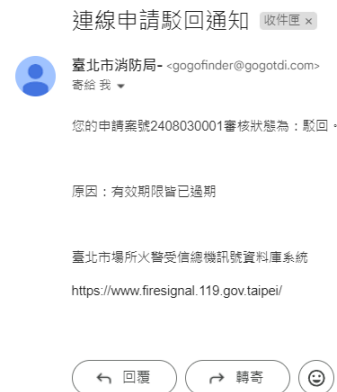 連線申請駁回通知 收件匣 ×
臺北市消防局- <gogofinder@gogotdi.com>
寄給 我
您的申請案號2408030001審核狀態為：駁回。
原因：有效期限皆已過期
臺北市場所火警受信總機訊號資料庫系統
https://www.firesignal.119.gov.taipei/
回覆 轉寄